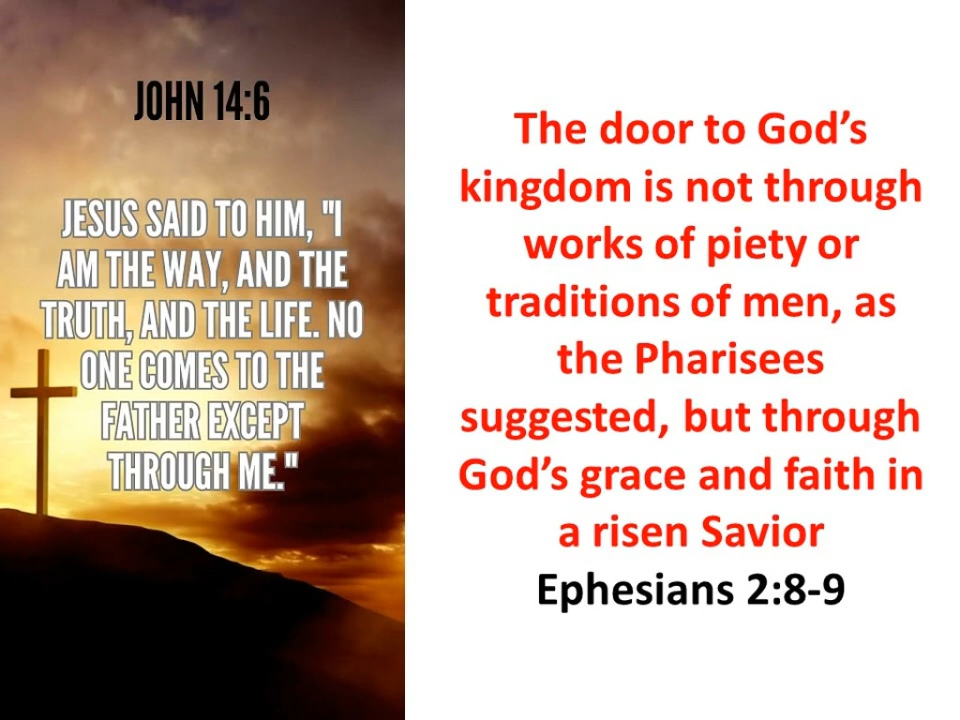 JOHN 14:6
JESUS SAID TO HIM, "I
AM THE WAY, AND THE
TRUTH, AND THE LIFE. NO
ONE COMES TO THE
FATHER EXCEPT
THROUGH ME."
The door to God’s
kingdom is not through
works of piety or
traditions of men, as
the Pharisees
suggested, but through
God’s grace and faith in
a risen Savior
Ephesians 2:8-9